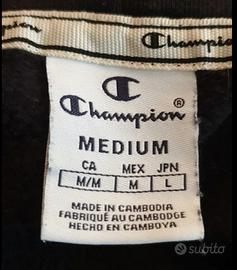 Champion
Champion®
MEDIUM
CA MEX JPN
M/M M L
MADE IN CAMBODIA
FABRIQUÉ AU CAMBODGE
HECHO EN CAMBOYA
subito